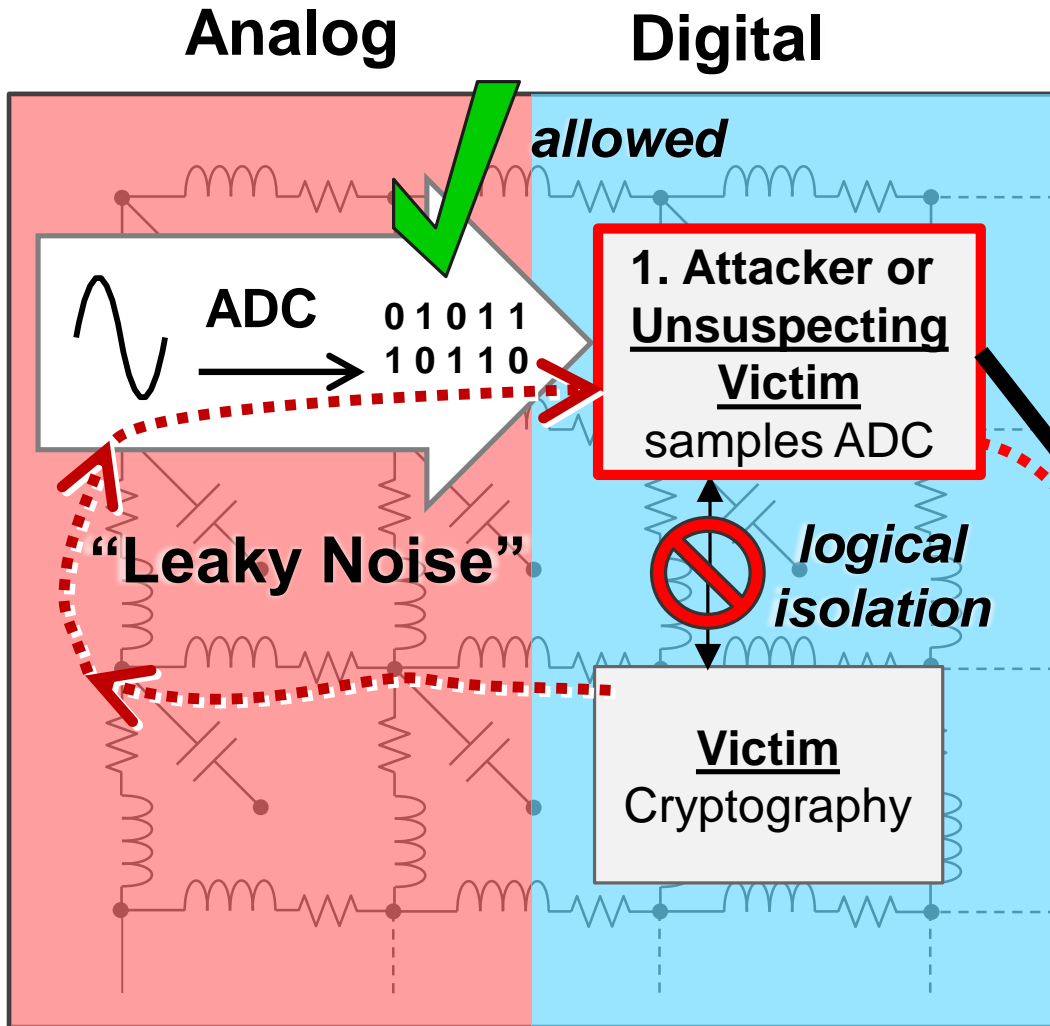 Analog
Digital
allowed
ADC
0 1 0 1 1
1 0 1 1 0
1. Attacker or
Unsuspecting
Victim
samples ADC
“Leaky Noise”
logical
isolation
Victim
Cryptography